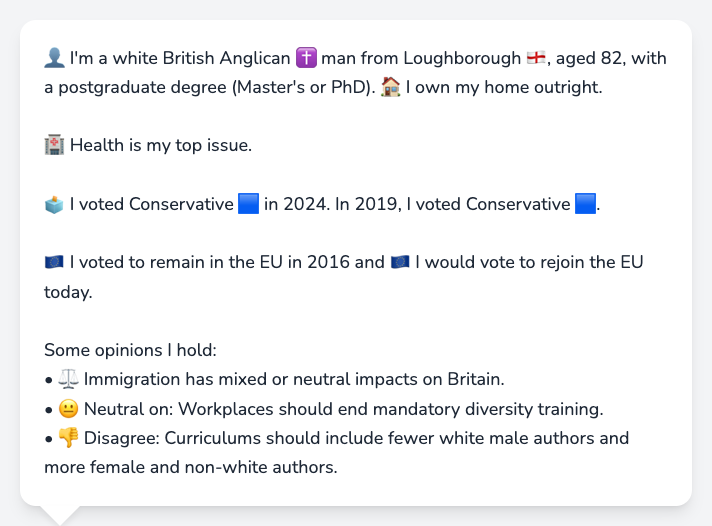 👤 I'm a white British Anglican ✝️ man from Loughborough 🏴󠁧󠁢󠁥󠁮󠁧󠁿, aged 82, with
a postgraduate degree (Master's or PhD). 🏠 I own my home outright.
🏥 Health is my top issue.
🗳️ I voted Conservative 🟦 in 2024. In 2019, I voted Conservative 🟦.
🇪🇺 I voted to remain in the EU in 2016 and 🇪🇺 I would vote to rejoin the EU
today.
Some opinions I hold:
• ⚖️ Immigration has mixed or neutral impacts on Britain.
• 😐 Neutral on: Workplaces should end mandatory diversity training.
• 👎 Disagree: Curriculums should include fewer white male authors and
more female and non-white authors.